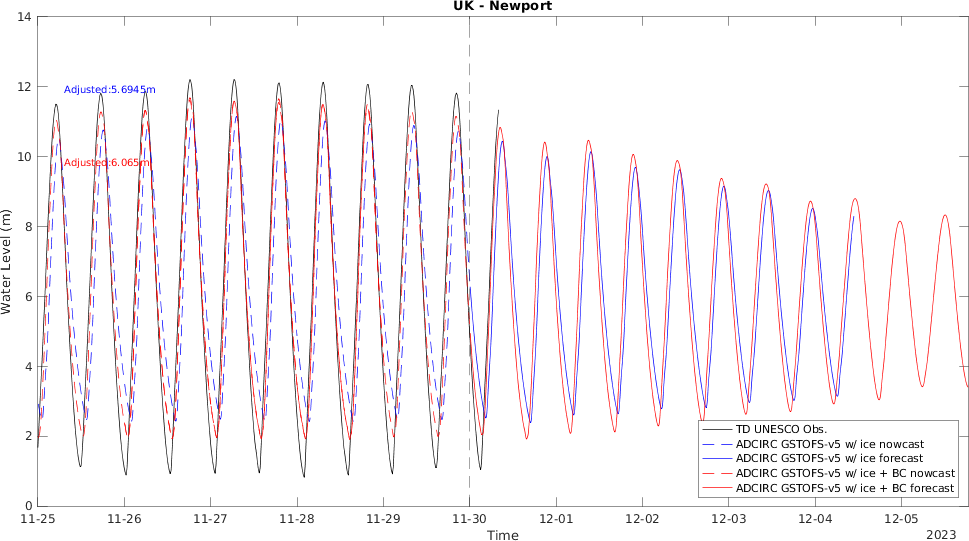 UK - Newport
14
12
10
8
6
4
2
0
Water Level (m)
Adjusted:5.6945m
Adjusted:6.065m
TD UNESCO Obs.
ADCIRC GSTOFS-v5 w/ ice nowcast
ADCIRC GSTOFS-v5 w/ ice forecast
ADCIRC GSTOFS-v5 w/ ice + BC nowcast
ADCIRC GSTOFS-v5 w/ ice + BC forecast
11-25 11-26 11-27 11-28 11-29 11-30 12-01 12-02 12-03 12-04 12-05
Time
2023